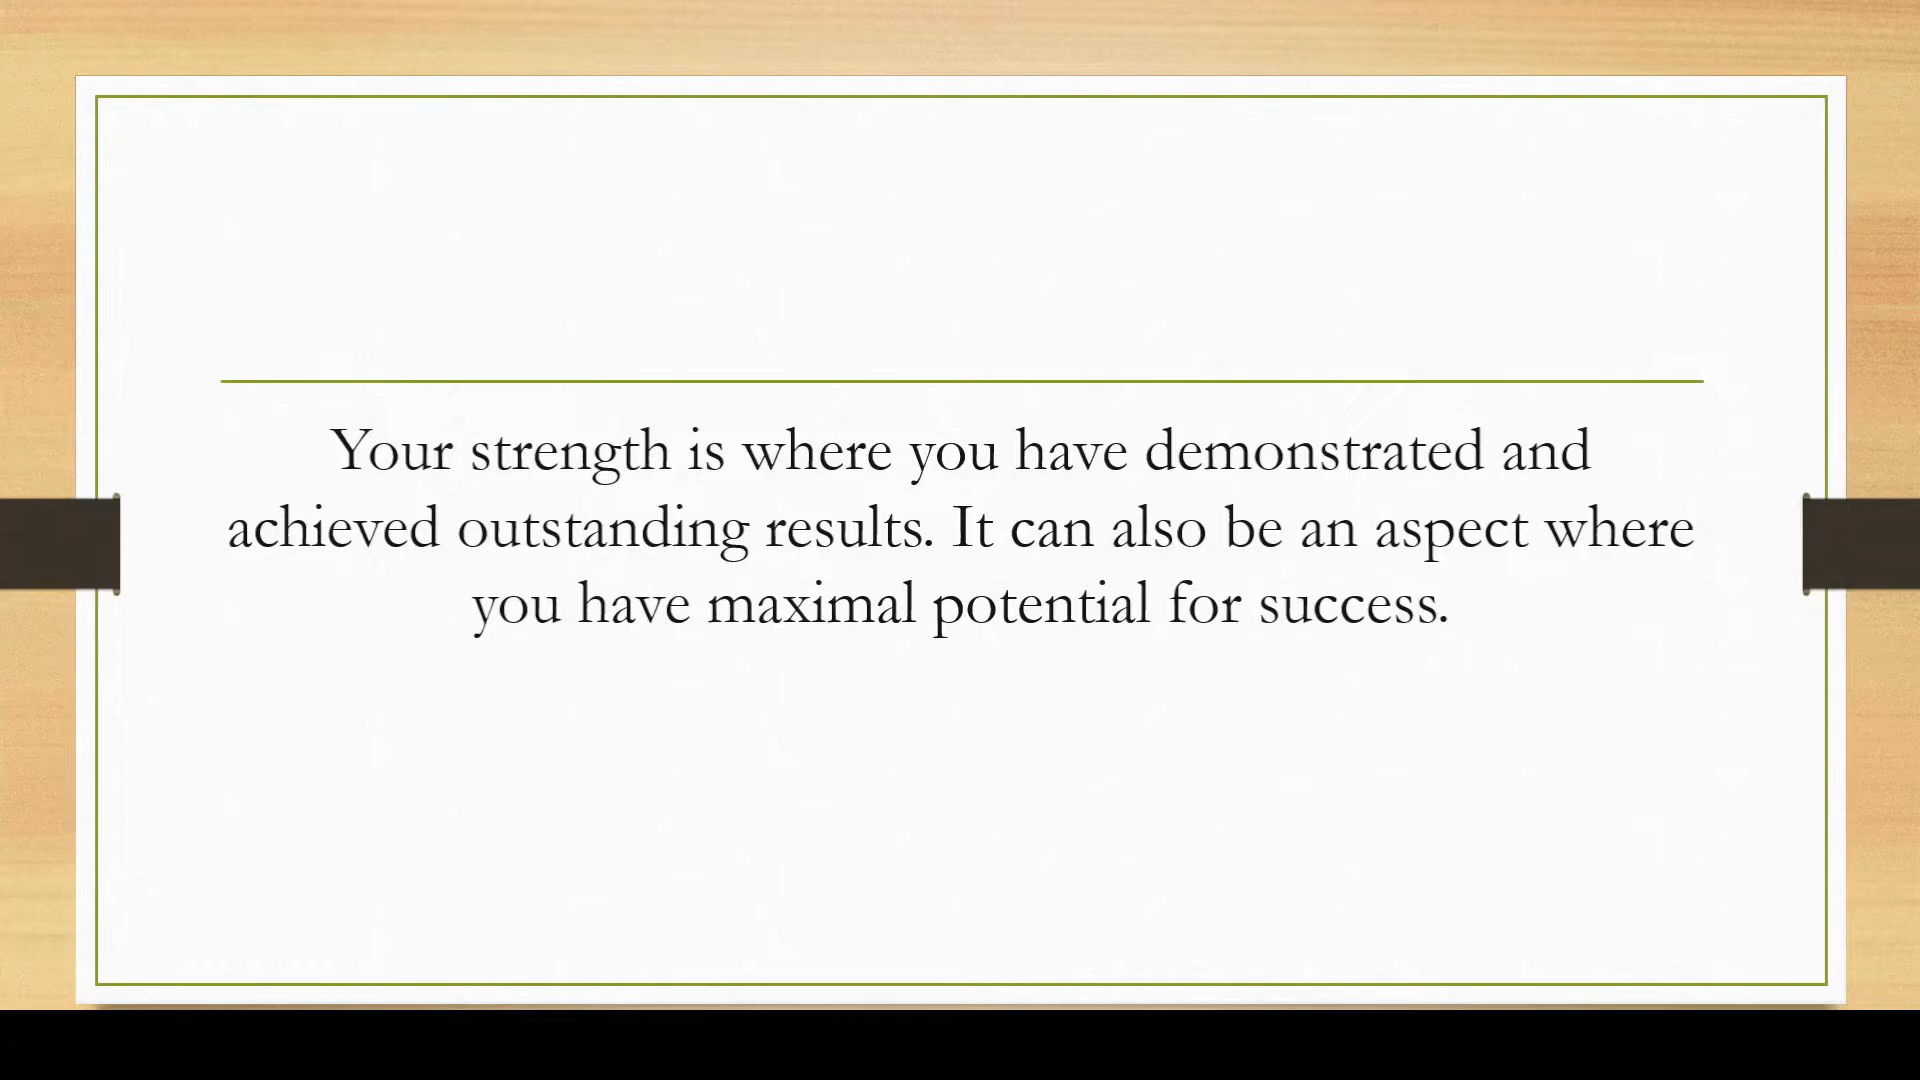 Your strength is where you have demonstrated and
achieved outstanding results. It can also be an aspect where
you have maximal potential for success.